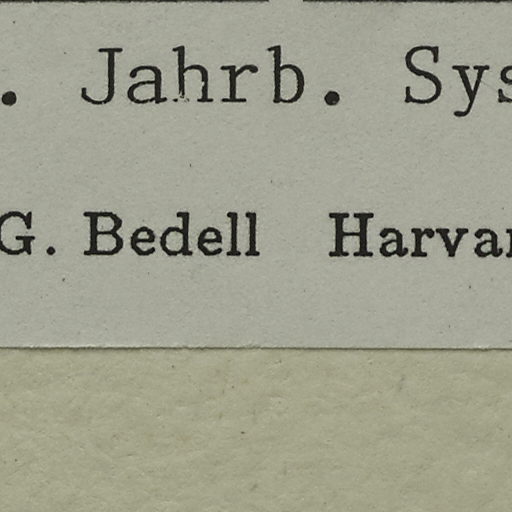 . Jahrb. Sys
G. Bedell Harvar